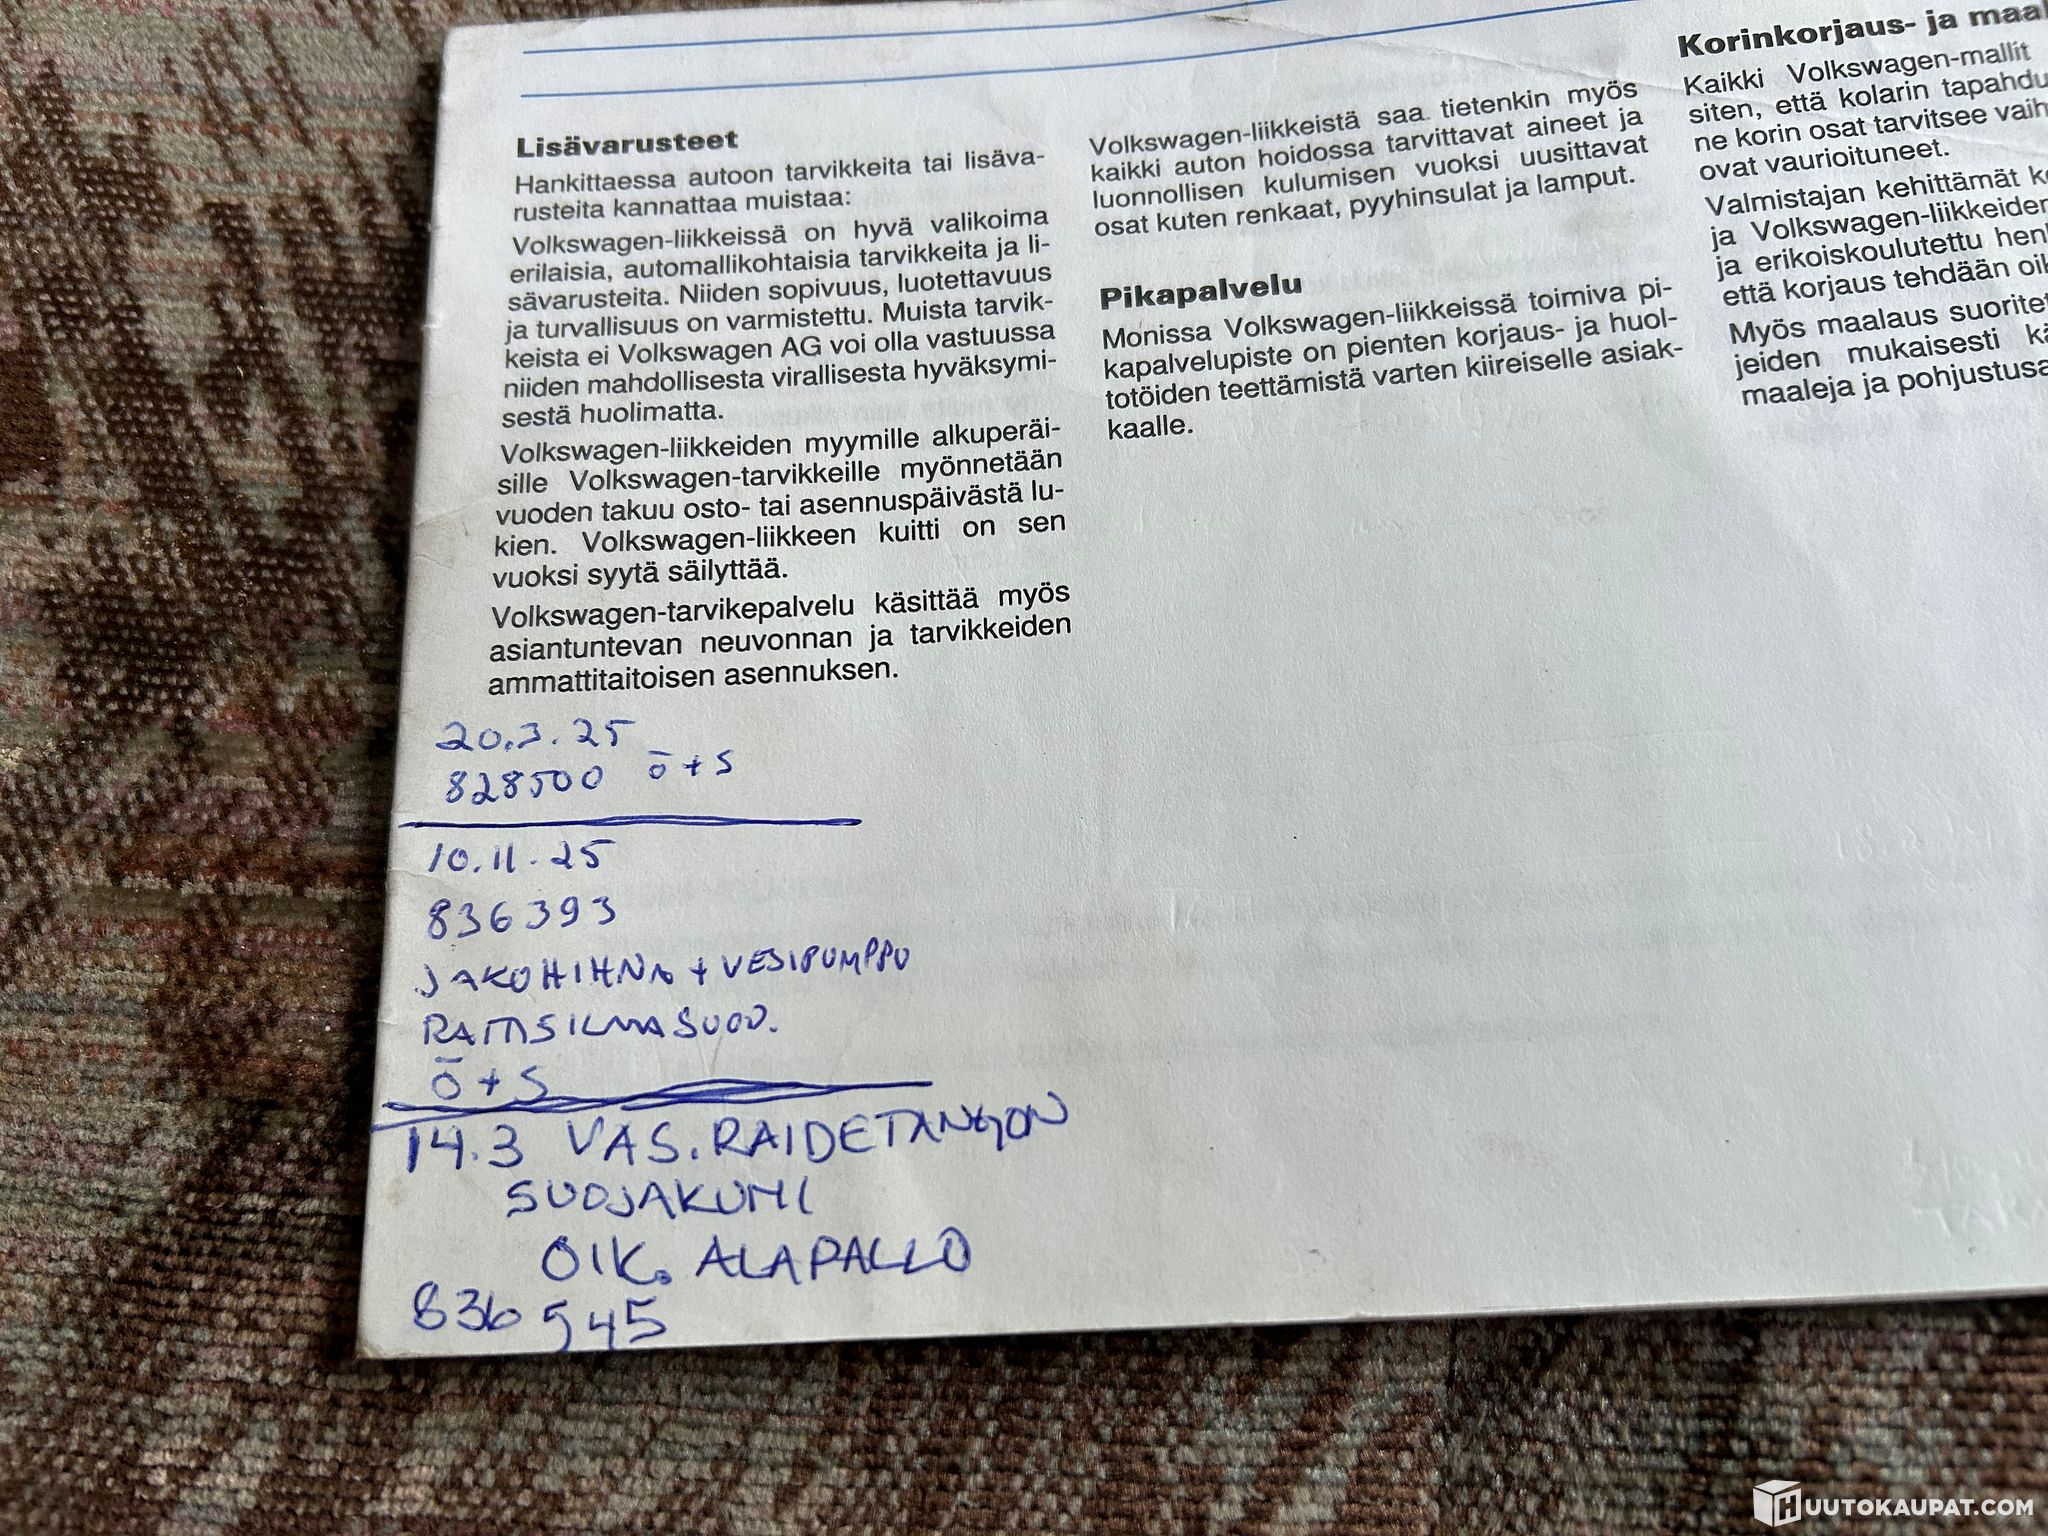 Lisävarusteet
Hankittaessa autoon tarvikkeita tai lisäva-
rusteita kannattaa muistaa:
Volkswagen-liikkeissä on hyvä valikoima
erilaisia, automallikohtaisia tarvikkeita ja li-
sävarusteita. Niiden sopivuus, luotettavuus
ja turvallisuus on varmistettu. Muista tarvik-
keista ei Volkswagen AG voi olla vastuussa
niiden mahdollisesta virallisesta hyväksymi-
sestä huolimatta.
Volkswagen-liikkeiden myymille alkuperäi-
sille Volkswagen-tarvikkeille myönnetään
vuoden takuu osto- tai asennuspäivästä lu-
kien. Volkswagen-liikkeen kuitti on sen
vuoksi syytä säilyttää.
Volkswagen-tarvikepalvelu käsittää myös
asiantuntevan neuvonnan ja tarvikkeiden
ammattitaitoisen asennuksen.
20.3.25
828500 ö + S
10.11.25
836393
JAKOHIHNA + VESIPUMPPU
RAITISILMASUOD.
ö + S
14.3 VAS. RAIDETANGON
SUOJAKUMI
OIK. ALAPALLO
836 545
Volkswagen-liikkeistä saa tietenkin myös
kaikki auton hoidossa tarvittavat aineet ja
luonnollisen kulumisen vuoksi uusittavat
osat kuten renkaat, pyyhinsulat ja lamput.
Pikapalvelu
Monissa Volkswagen-liikkeissä toimiva pi-
kapalvelupiste on pienten korjaus- ja huol-
totöiden teettämistä varten kiireiselle asiak-
kaalle.
Korinkorjaus- ja maal
Kaikki Volkswagen-mallit
siten, että kolarin tapahdu
ne korin osat tarvitsee vaih
ovat vaurioituneet.
Valmistajan kehittämät k
ja Volkswagen-liikkeiden
ja erikoiskoulutettu henk
että korjaus tehdään oik
Myös maalaus suoritet
jeiden mukaisesti kä
maaleja ja pohjustusa
HUUTOKAUPAT.COM